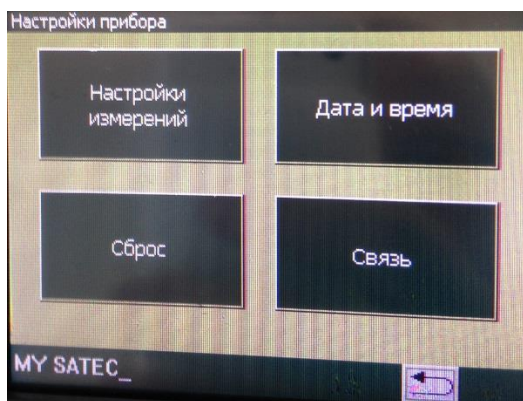 Настройки прибора
Настройки
измерений
Дата и время
Сброс
Связь
MY SATEC_